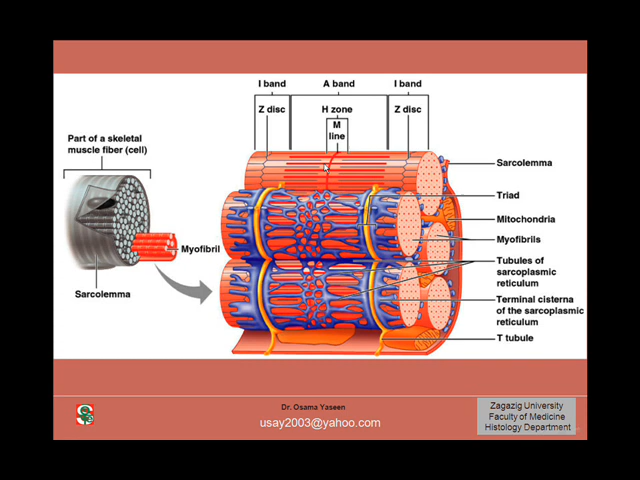 I band
A band
I band
Z disc
H zone
Z disc
M
line
Part of a skeletal
muscle fiber (cell)
Myofibril
Sarcolemma
Sarcolemma
Triad
Mitochondria
Myofibrils
Tubules of
sarcoplasmic
reticulum
Terminal cisterna
of the sarcoplasmic
reticulum
T tubule
Dr. Osama Yaseen
usay2003@yahoo.com
Zagazig University
Faculty of Medicine
Histology Department